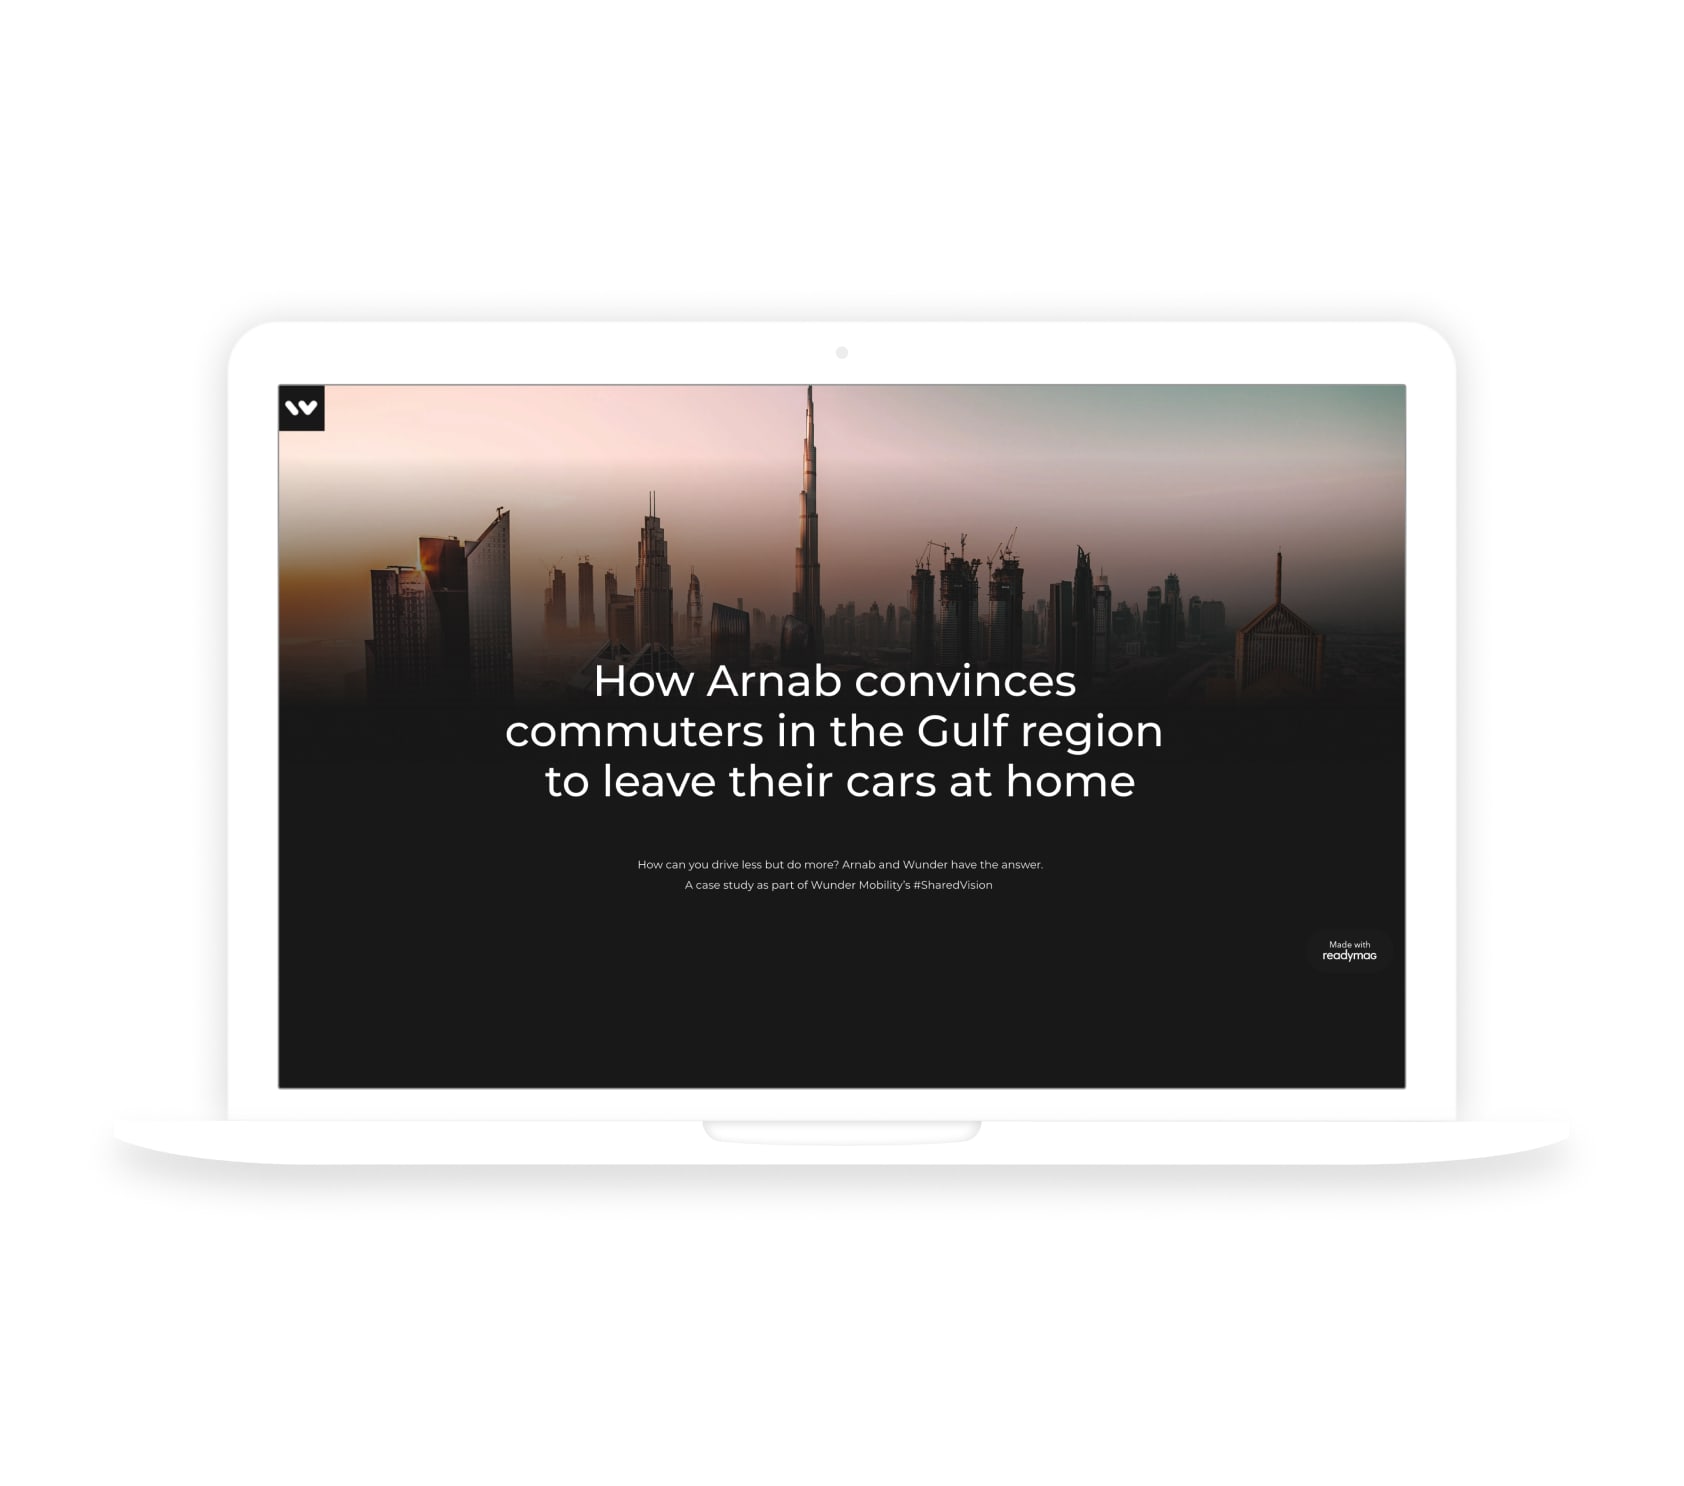 How Arnab convinces
commuters in the Gulf region
to leave their cars at home
How can you drive less but do more? Arnab and Wunder have the answer.
A case study as part of Wunder Mobility's #SharedVision
Made with
readymag